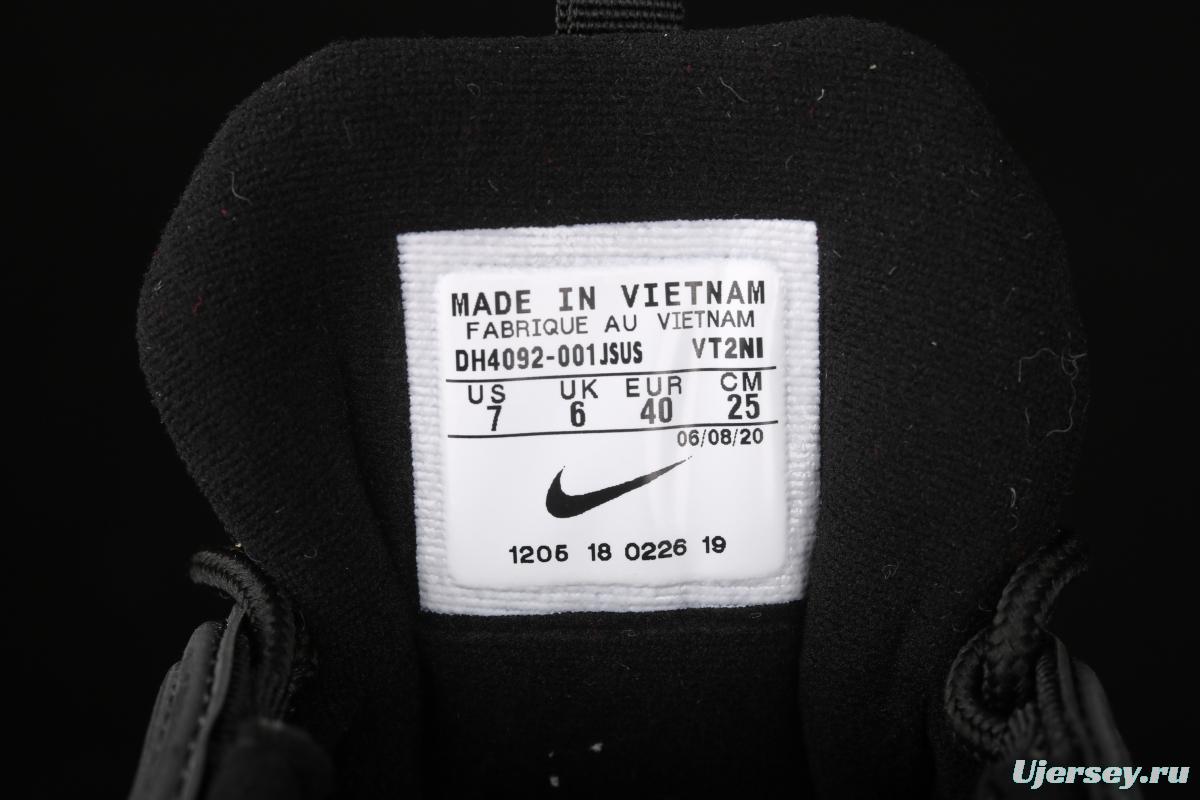 MADE IN VIETNAM
FABRIQUE AU VIETNAM
DH4092-001JSUS VT2NI
US UK EUR CM
7 6 40 25
06/08/20
1205 18 0226 19
Ujersey.ru